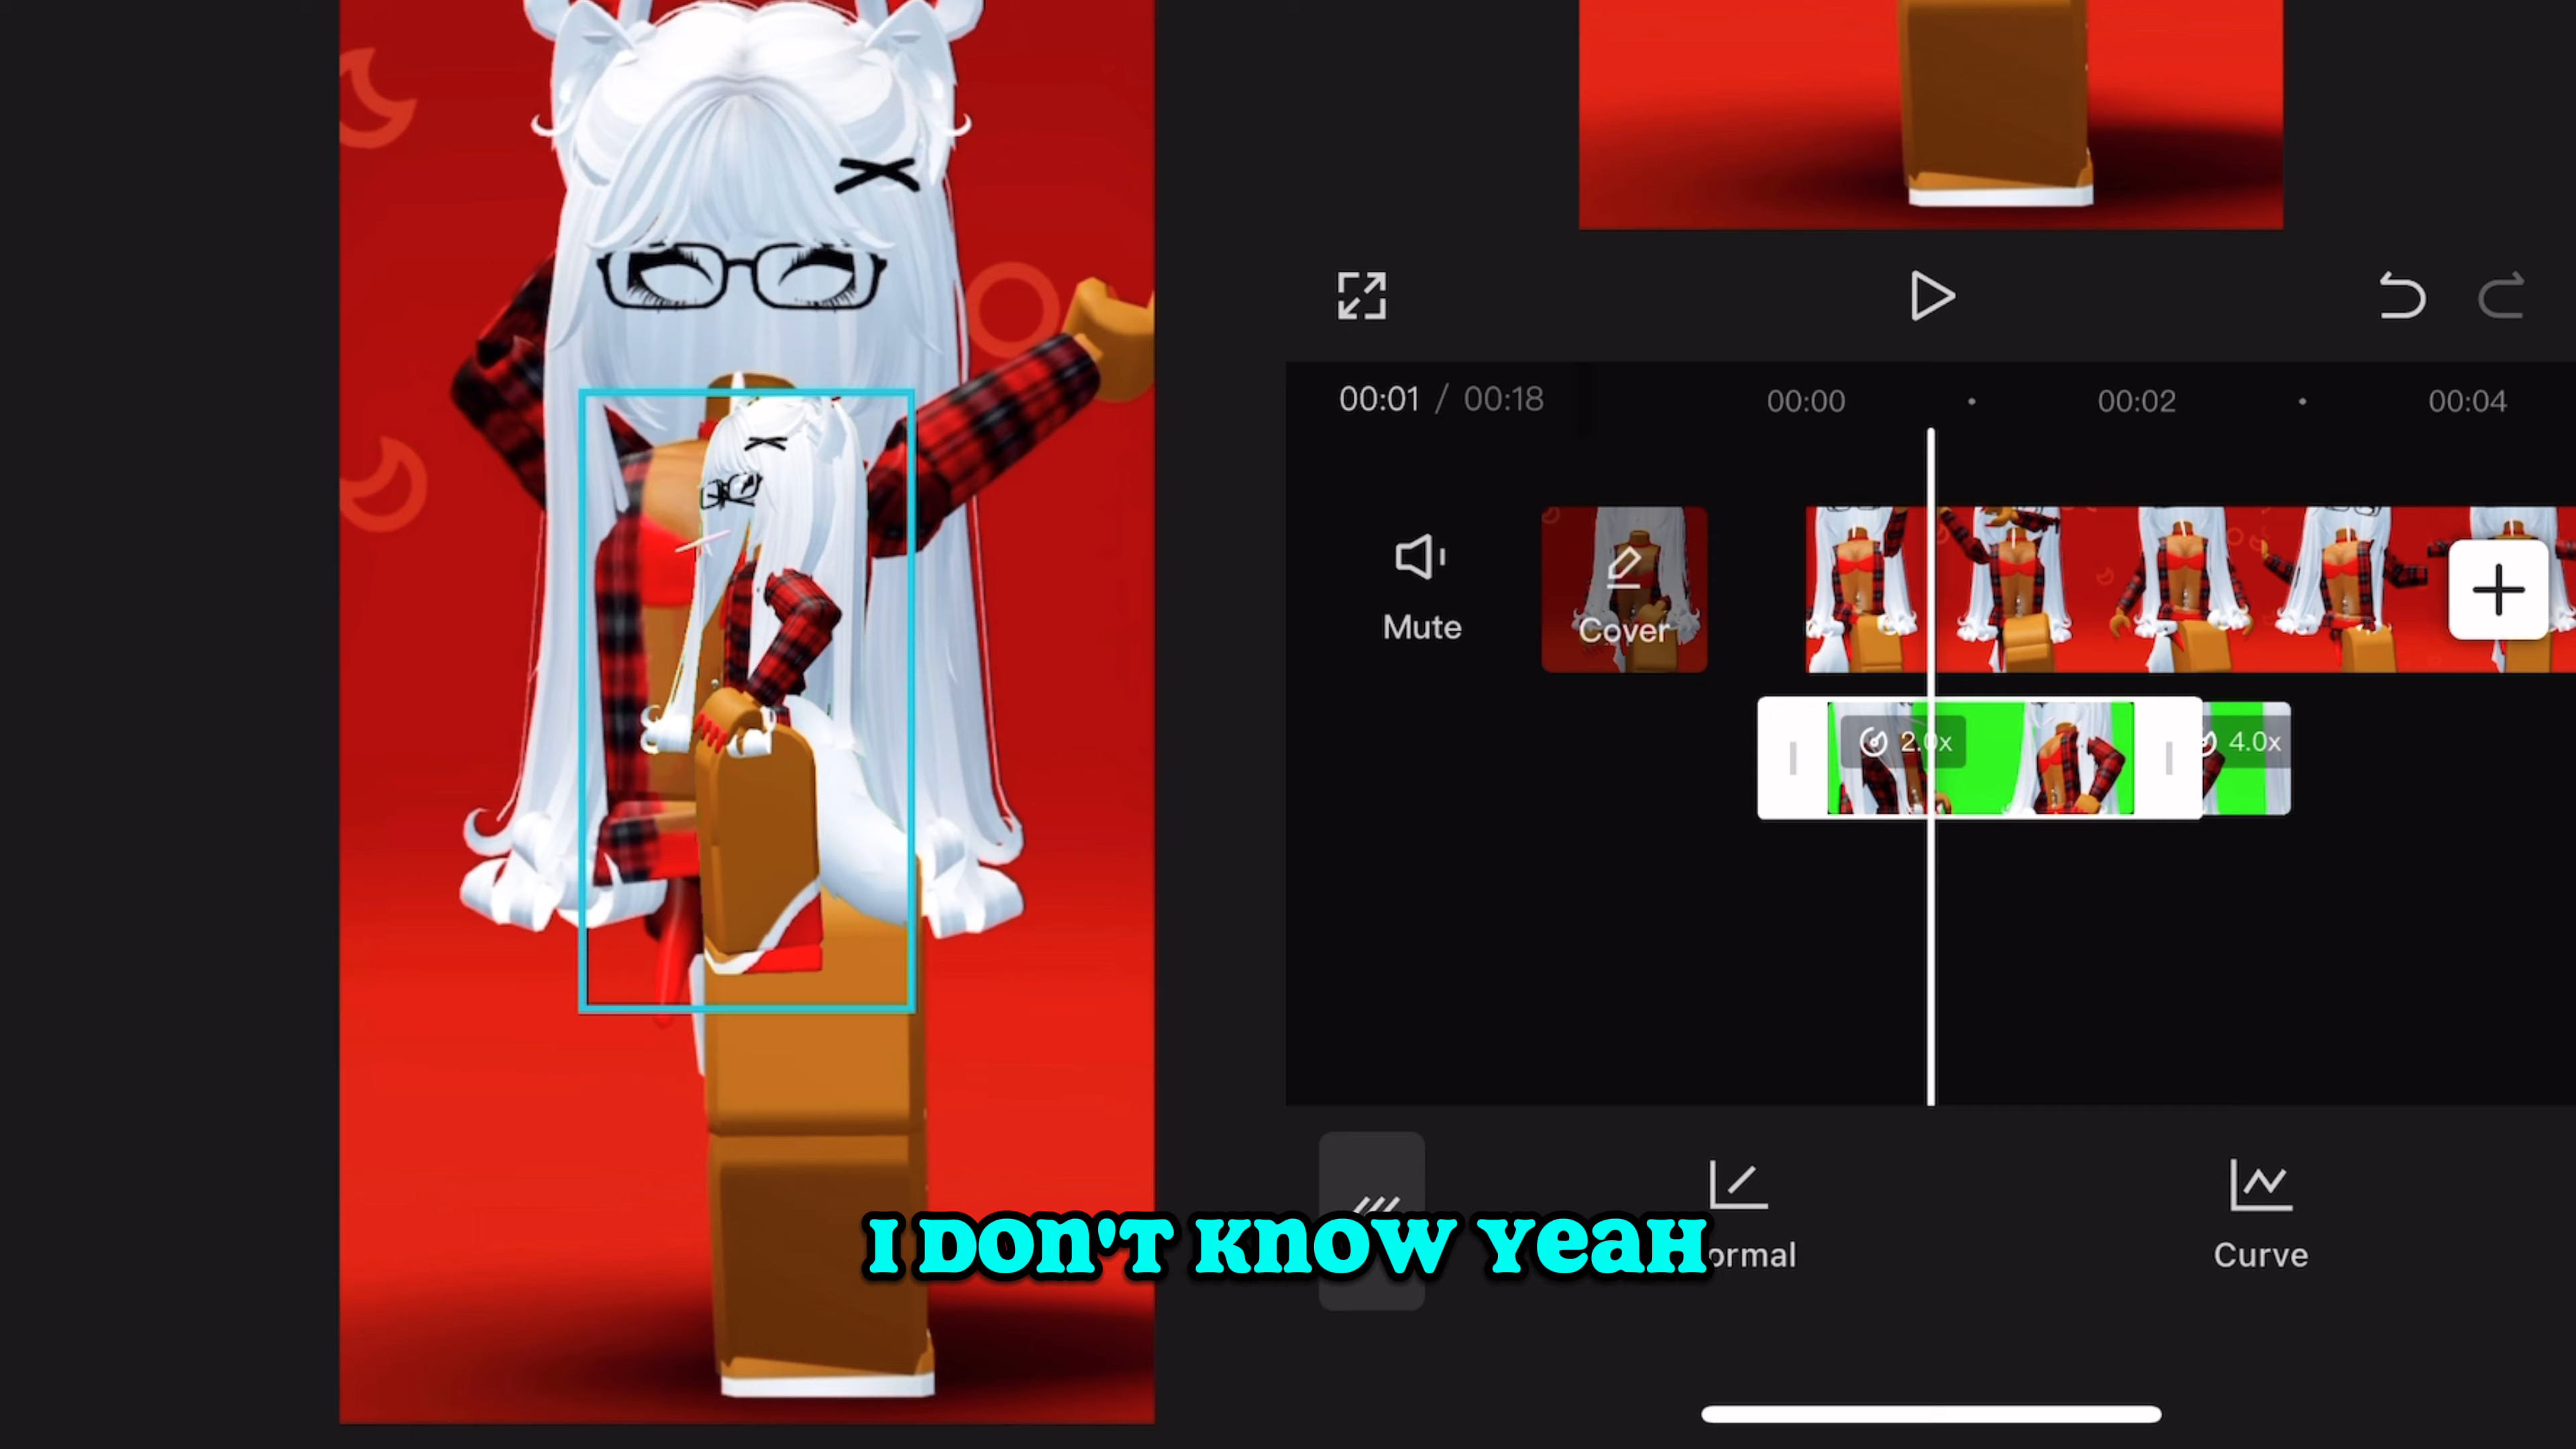 00:01 / 00:18
00:00 • 00:02 • 00:04
Mute
Cover
2.0x
4.0x
ormal
Curve
I DON'T KNOW YEAH